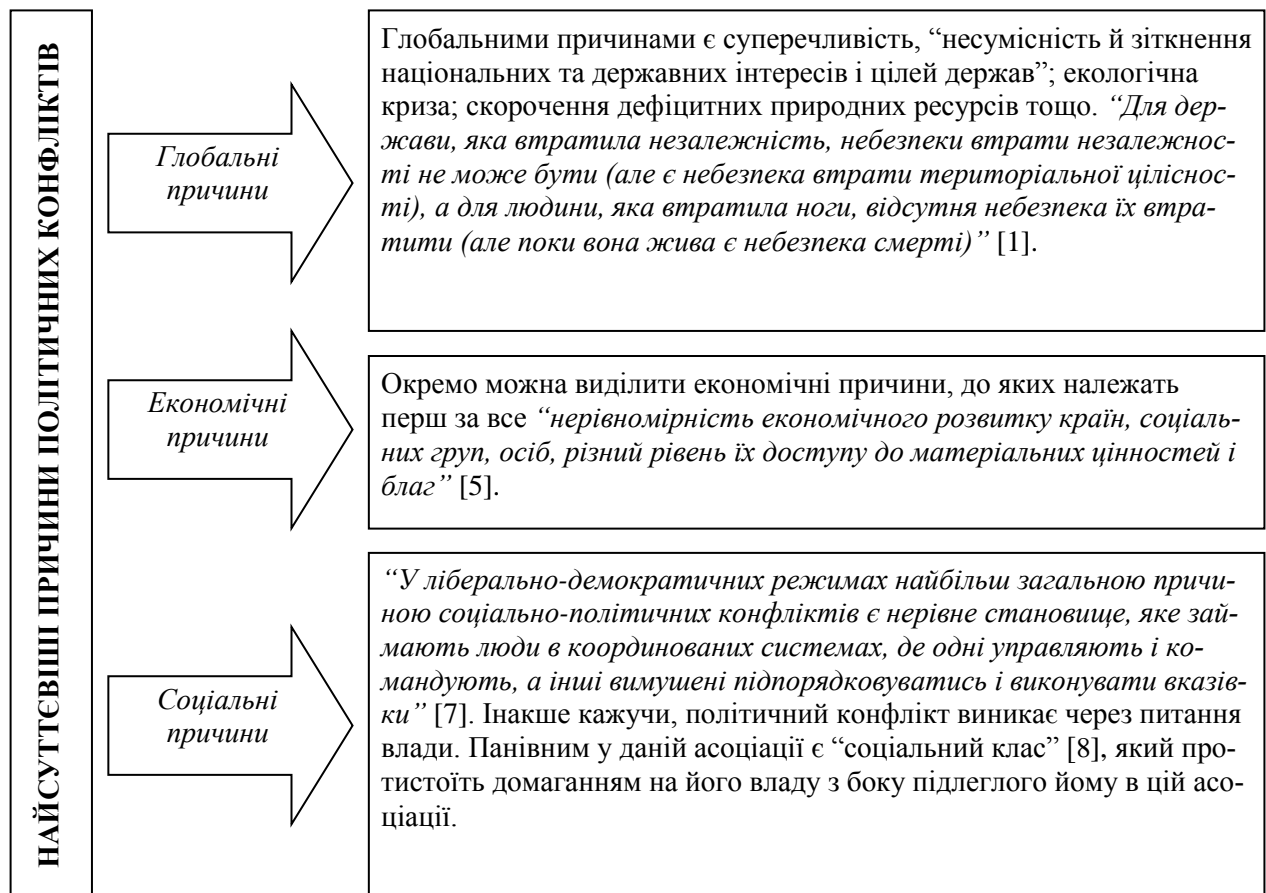 НАЙСУТТЄВІШІ ПРИЧИНИ ПОЛІТИЧНИХ КОНФЛІКТІВ
Глобальні
причини
Глобальними причинами є суперечливість, “несумісність й зіткнення
національних та державних інтересів і цілей держав”; екологічна
криза; скорочення дефіцитних природних ресурсів тощо. “Для дер-
жави, яка втратила незалежність, небезпеки втрати незалежнос-
ті не може бути (але є небезпека втрати територіальної ціліснос-
ті), а для людини, яка втратила ноги, відсутня небезпека їх втра-
тити (але поки вона жива є небезпека смерті)” [1].
Економічні
причини
Окремо можна виділити економічні причини, до яких належать
перш за все “нерівномірність економічного розвитку країн, соціаль-
них груп, осіб, різний рівень їх доступу до матеріальних цінностей і
благ” [5].
Соціальні
причини
“У ліберально-демократичних режимах найбільш загальною причи-
ною соціально-політичних конфліктів є нерівне становище, яке зай-
мають люди в координованих системах, де одні управляють і ко-
мандують, а інші вимушені підпорядковуватись і виконувати вказів-
ки” [7]. Інакше кажучи, політичний конфлікт виникає через питання
влади. Панівним у даній асоціації є “соціальний клас” [8], який про-
тистоїть домаганням на його владу з боку підлеглого йому в цій асо-
ціації.